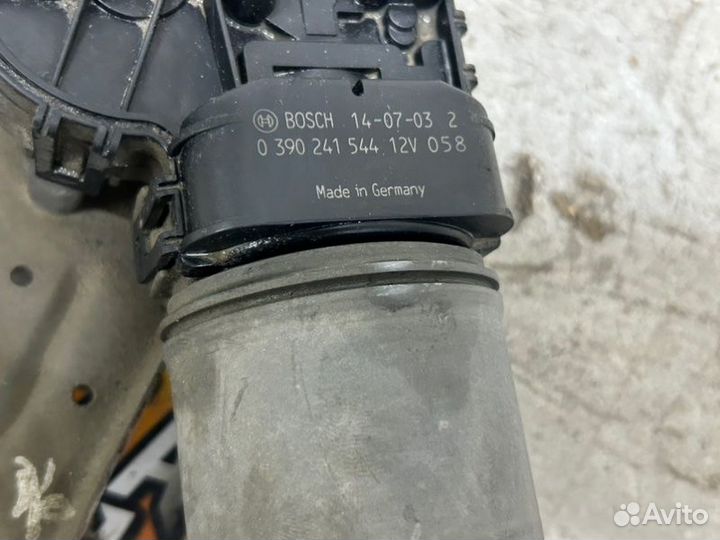 BOSCH 14-07-03 2
0 390 241 544 12V 058
Made in Germany
Avito